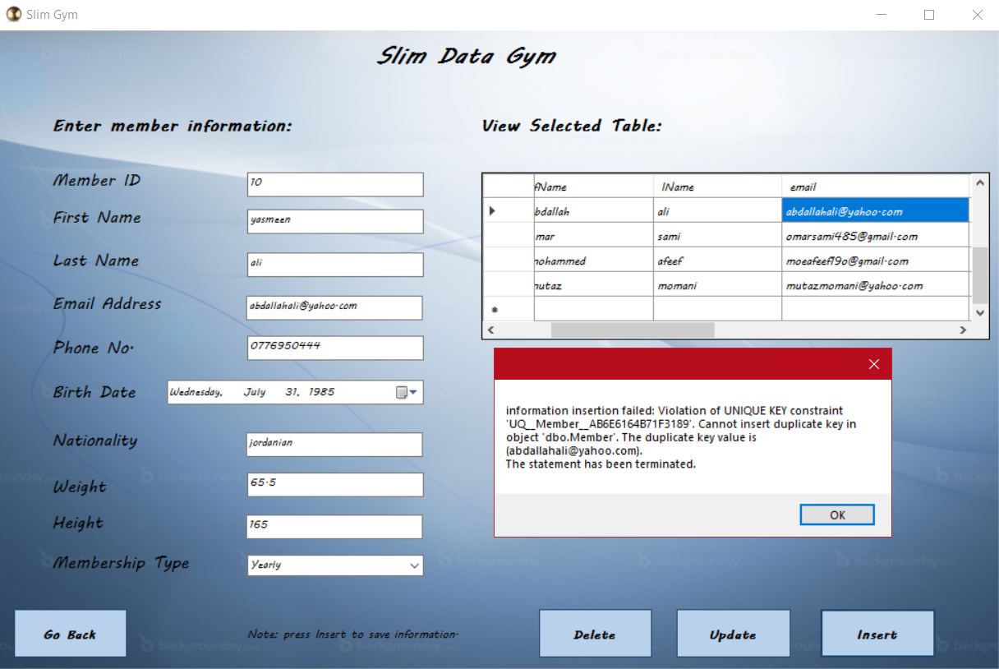 Slim Gym
Slim Data Gym
Enter member information:
View Selected Table:
Member ID
10
First Name
yasmeen
Last Name
ali
Email Address
abdallahali@yahoo.com
Phone No.
0776950444
Birth Date
Wednesday, July 31, 1985
Nationality
jordanian
Weight
65.5
Height
165
Membership Type
Yearly
fName lName email
bdallah ali abdallahali@yahoo.com
mar sami omarsami485@gmail.com
mohammed afeef moeafeef190@gmail.com
mutaz momani mutazmomani@yahoo.com
information insertion failed: Violation of UNIQUE KEY constraint
'UQ__Member__AB6E6164B71F3189'. Cannot insert duplicate key in
object 'dbo.Member'. The duplicate key value is
(abdallahali@yahoo.com).
The statement has been terminated.
OK
Go Back
Note: press Insert to save information.
Delete
Update
Insert